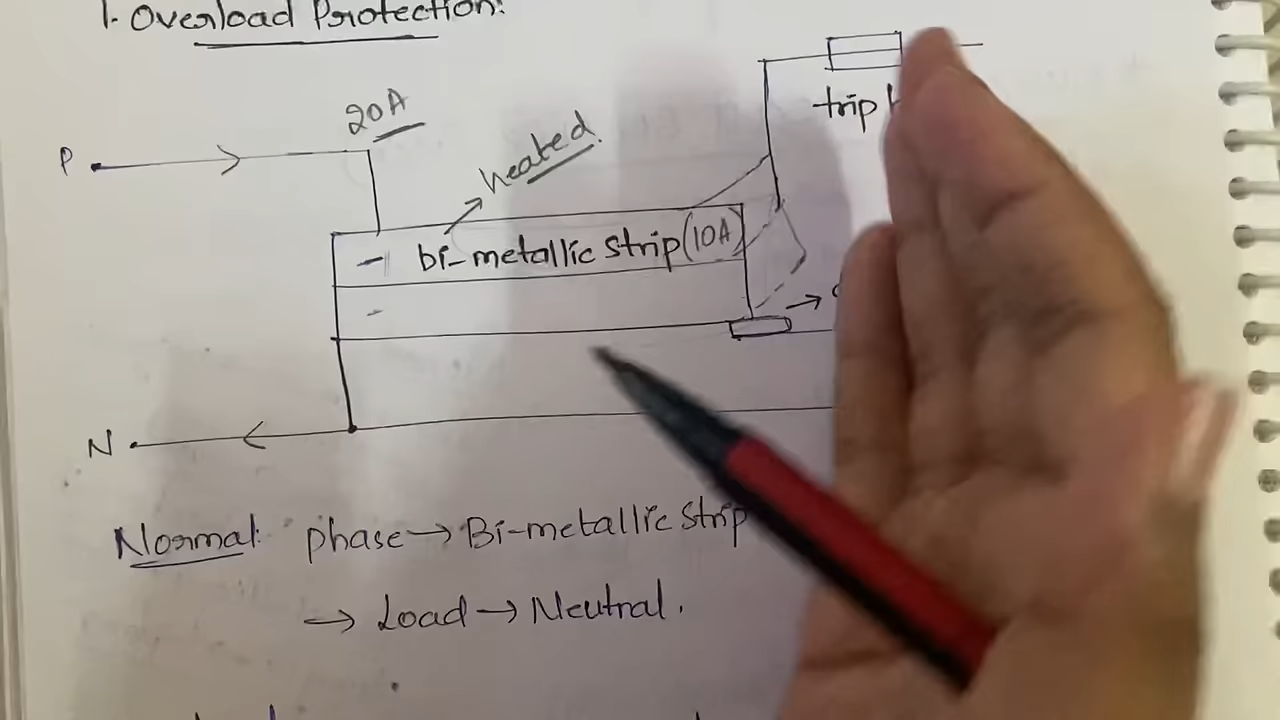 1. Overload Protection:
20A
P
heated.
trip
bi-metallic strip (10A)
N
Normal: phase → Bi-metallic strip
→ Load → Neutral.